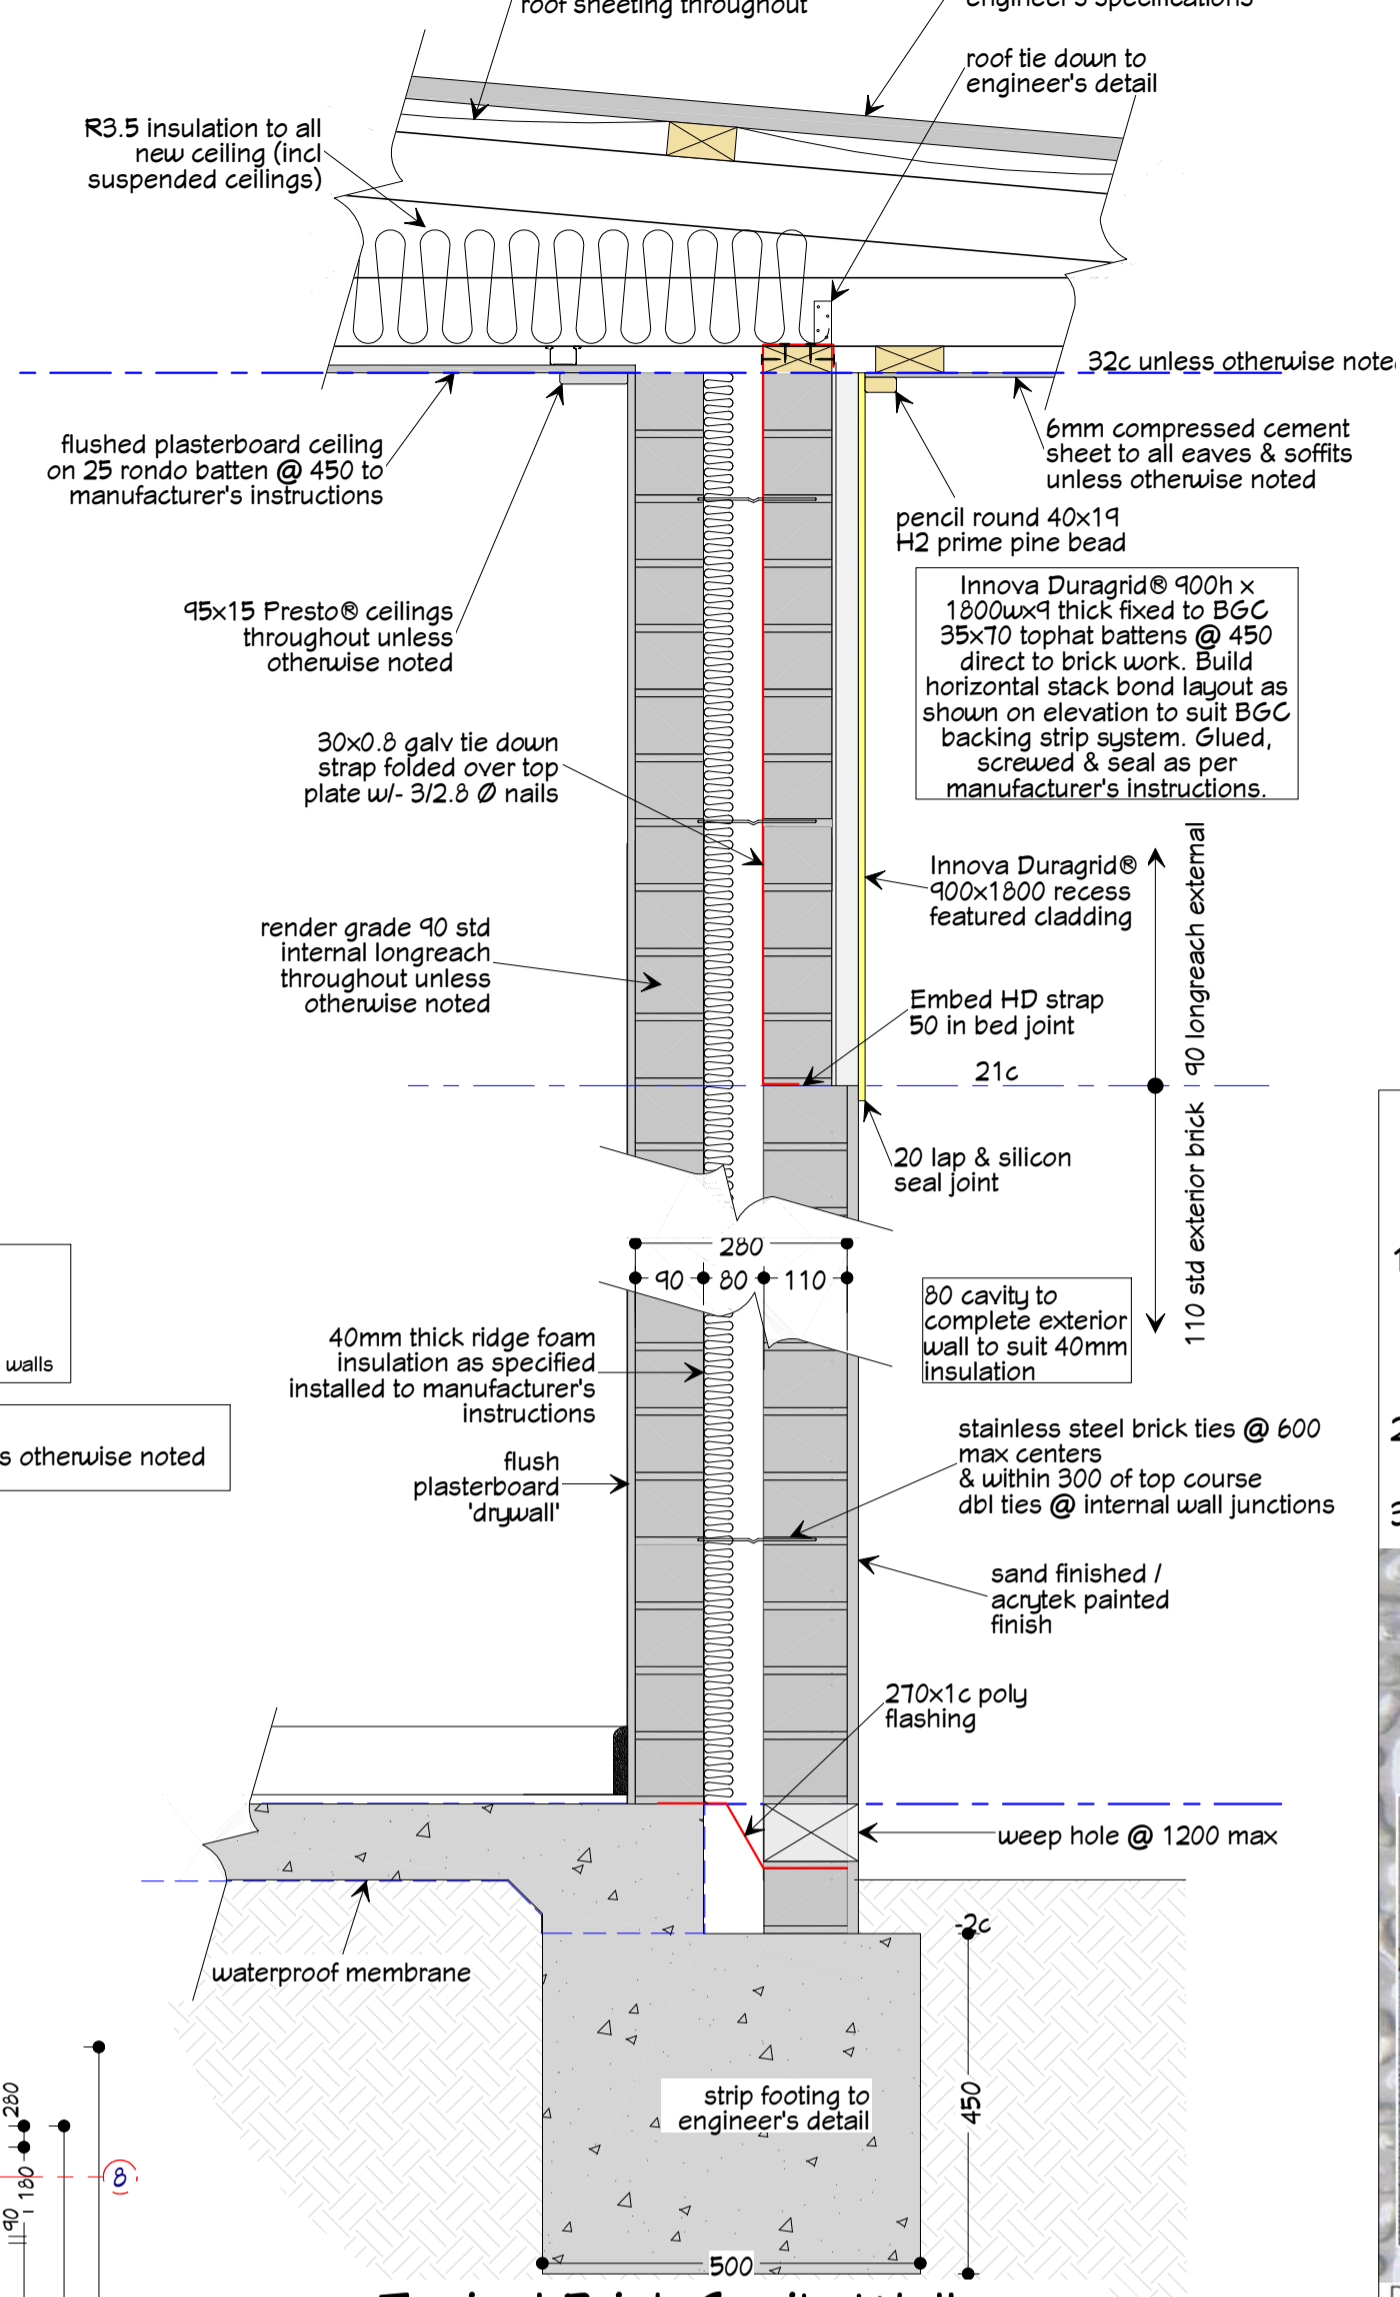 roof sheeting throughout
engineer's specifications
roof tie down to
engineer's detail
R3.5 insulation to all
new ceiling (incl
suspended ceilings)
32c unless otherwise note
flushed plasterboard ceiling
on 25 rondo batten @ 450 to
manufacturer's instructions
6mm compressed cement
sheet to all eaves & soffits
unless otherwise noted
pencil round 40x19
H2 prime pine bead
95x15 Presto® ceilings
throughout unless
otherwise noted
Innova Duragrid® 900h x
1800wx9 thick fixed to BGC
35x70 tophat battens @ 450
direct to brick work. Build
horizontal stack bond layout as
shown on elevation to suit BGC
backing strip system. Glued,
screwed & seal as per
manufacturer's instructions.
30x0.8 galv tie down
strap folded over top
plate w/- 3/2.8 Ø nails
Innova Duragrid®
900x1800 recess
featured cladding
90 longreach external
render grade 90 std
internal longreach
throughout unless
otherwise noted
Embed HD strap
50 in bed joint
21c
110 std exterior brick
20 lap & silicon
seal joint
280
90 80 110
80 cavity to
complete exterior
wall to suit 40mm
insulation
walls
40mm thick ridge foam
insulation as specified
installed to manufacturer's
instructions
s otherwise noted
stainless steel brick ties @ 600
max centers
& within 300 of top course
dbl ties @ internal wall junctions
2
3
flush
plasterboard
'drywall'
sand finished /
acrytek painted
finish
270x1c poly
flashing
weep hole @ 1200 max
-2c
waterproof membrane
450
strip footing to
engineer's detail
280
180
90
8
500